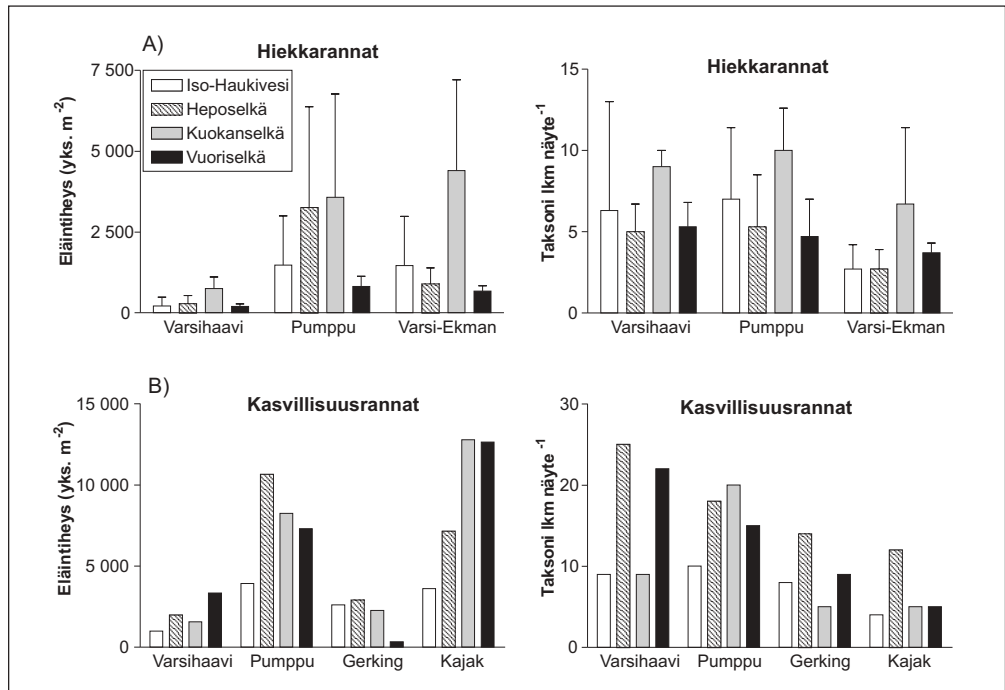 A)
Hiekkarannat
Eläintiheys (yks. m⁻²)
7 500
5 000
2 500
0
Iso-Haukivesi
Heposelkä
Kuokanselkä
Vuoriselkä
Varsihaavi Pumppu Varsi-Ekman
Hiekkarannat
Taksoni lkm näyte⁻¹
15
10
5
0
Varsihaavi Pumppu Varsi-Ekman
B)
Kasvillisuusrannat
Eläintiheys (yks. m⁻²)
15 000
10 000
5 000
0
Varsihaavi Pumppu Gerking Kajak
Kasvillisuusrannat
Taksoni lkm näyte⁻¹
30
20
10
0
Varsihaavi Pumppu Gerking Kajak